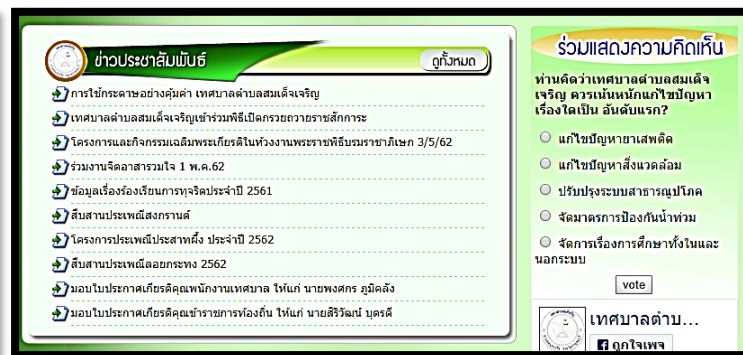 ข่าวประชาสัมพันธ์
ดูทั้งหมด
การใช้กระดาษอย่างคุ้มค่า เทศบาลตำบลสมเด็จเจริญ
เทศบาลตำบลสมเด็จเจริญเข้าร่วมพิธีเปิดกรวยถวายราชสักการะ
โครงการและกิจกรรมเฉลิมพระเกียรติในห้วงงานพระราชพิธีบรมราชาภิเษก 3/5/62
ร่วมงานจิตอาสารวมใจ 1 พ.ค.62
ข้อมูลเรื่องร้องเรียนการทุจริตประจำปี 2561
สืบสานประเพณีสงกรานต์
โครงการประเพณีประสาทผึ้ง ประจำปี 2562
สืบสานประเพณีลอยกระทง 2562
มอบใบประกาศเกียรติคุณพนักงานเทศบาล ให้แก่ นายพงศกร ภูมิคลัง
มอบใบประกาศเกียรติคุณข้าราชการท้องถิ่น ให้แก่ นายสิริวัฒน์ บุตรดี
ร่วมแสดงความคิดเห็น
ท่านคิดว่าเทศบาลตำบลสมเด็จ
เจริญ ควรเน้นหนักแก้ไขปัญหา
เรื่องใดเป็น อันดับแรก?
แก้ไขปัญหายาเสพติด
แก้ไขปัญหาสิ่งแวดล้อม
ปรับปรุงระบบสาธารณูปโภค
จัดมาตรการป้องกันน้ำท่วม
จัดการเรื่องการศึกษาทั้งในและ
นอกระบบ
vote
เทศบาลตำบ...
ถูกใจเพจ